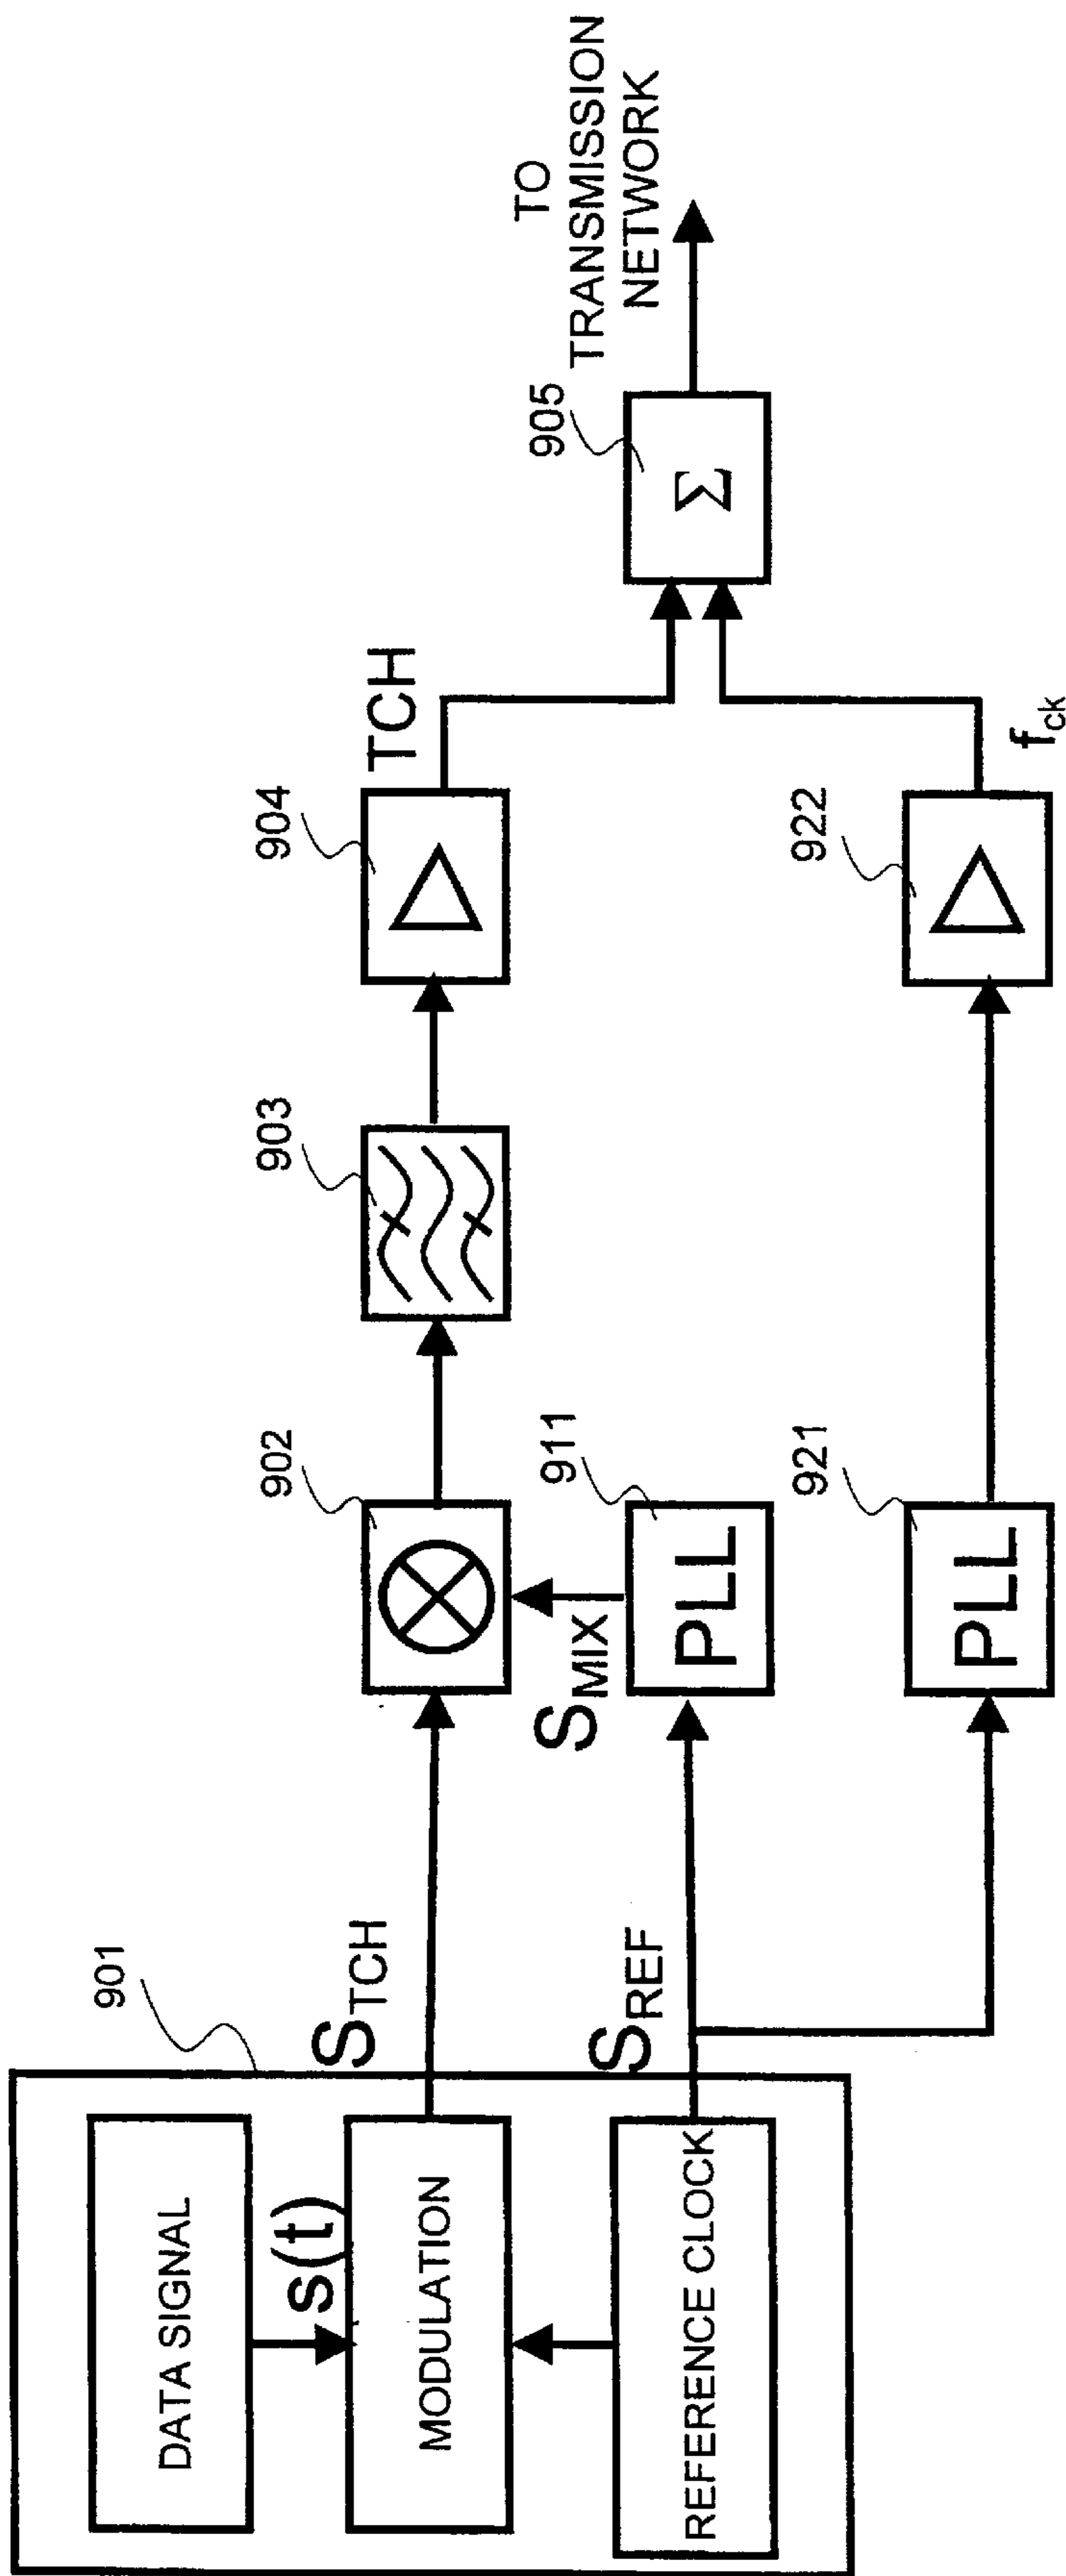 901
DATA SIGNAL
s(t)
MODULATION
REFERENCE CLOCK
S_TCH
S_REF
902
S_MIX
911
PLL
921
PLL
903
904
TCH
922
f_ck
905
Σ
TO
TRANSMISSION
NETWORK